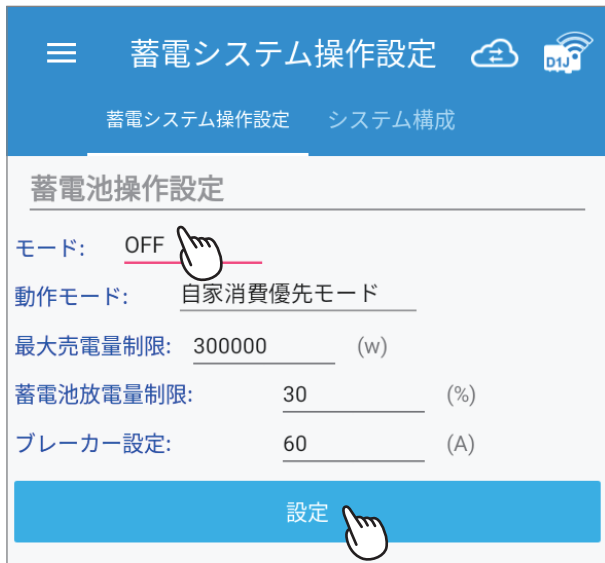 蓄電システム操作設定 D1J
蓄電システム操作設定 システム構成
蓄電池操作設定
モード: OFF
動作モード: 自家消費優先モード
最大売電量制限: 300000 (w)
蓄電池放電量制限: 30 (%)
ブレーカー設定: 60 (A)
設定